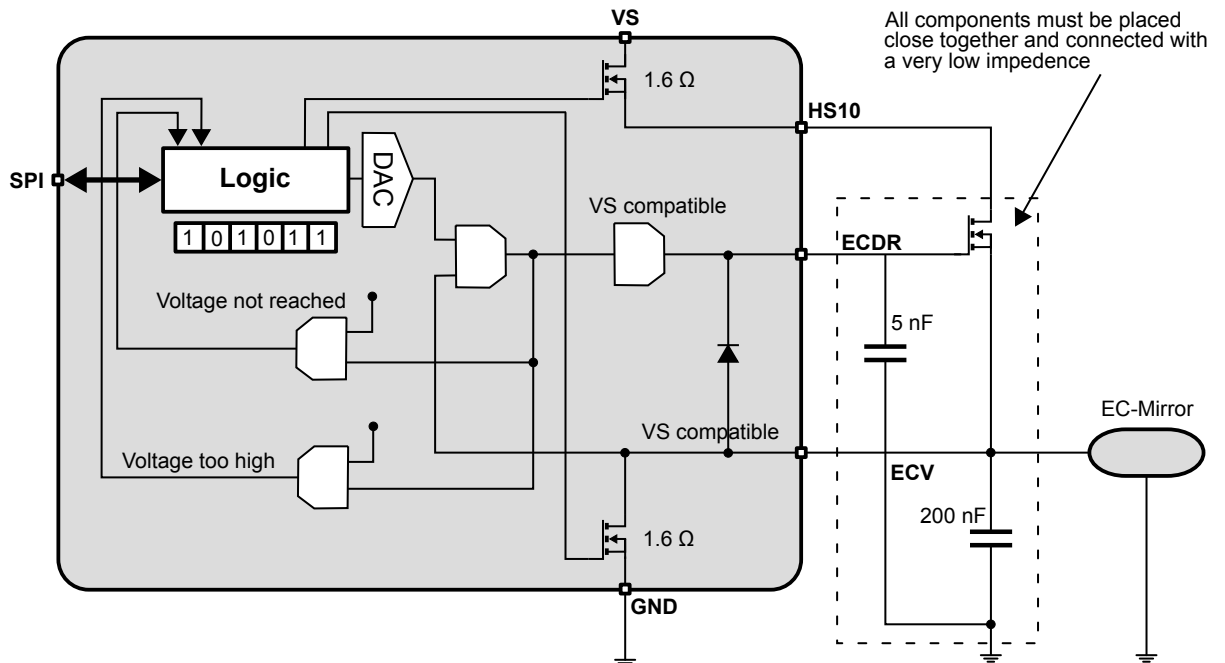 VS
All components must be placed
close together and connected with
a very low impedence
1.6 Ω
HS10
SPI
Logic
DAC
1 0 1 0 1 1
VS compatible
ECDR
Voltage not reached
5 nF
EC-Mirror
VS compatible
Voltage too high
ECV
200 nF
1.6 Ω
GND